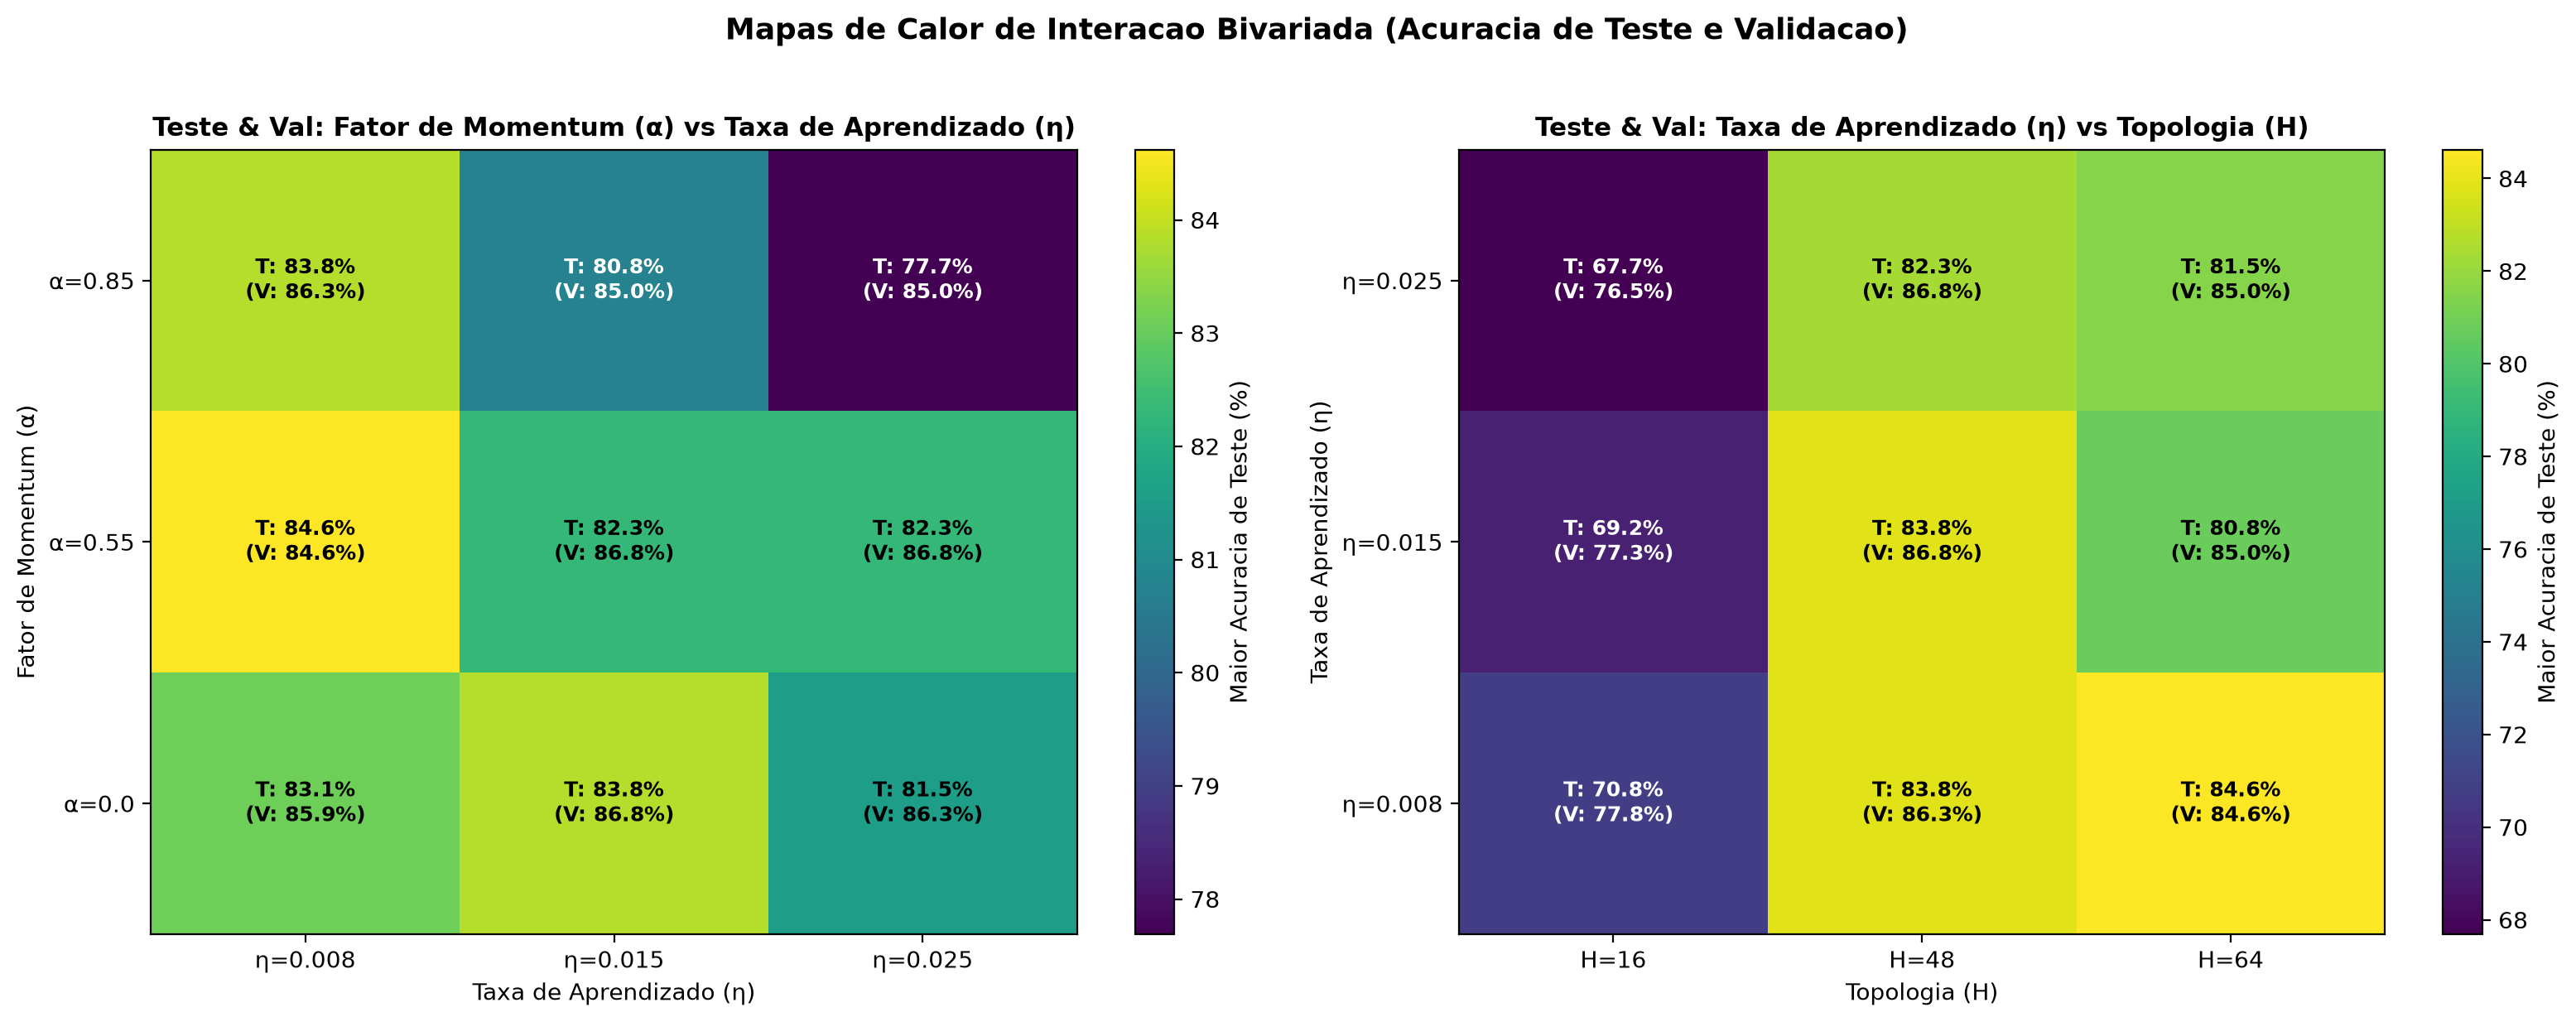 Mapas de Calor de Interacao Bivariada (Acuracia de Teste e Validacao)
Teste & Val: Fator de Momentum (α) vs Taxa de Aprendizado (η)
Fator de Momentum (α)
α=0.85
T: 83.8%
(V: 86.3%)
T: 80.8%
(V: 85.0%)
T: 77.7%
(V: 85.0%)
α=0.55
T: 84.6%
(V: 84.6%)
T: 82.3%
(V: 86.8%)
T: 82.3%
(V: 86.8%)
α=0.0
T: 83.1%
(V: 85.9%)
T: 83.8%
(V: 86.8%)
T: 81.5%
(V: 86.3%)
η=0.008
η=0.015
η=0.025
Taxa de Aprendizado (η)
84
83
82
81
80
79
78
Maior Acuracia de Teste (%)
Teste & Val: Taxa de Aprendizado (η) vs Topologia (H)
Taxa de Aprendizado (η)
η=0.025
T: 67.7%
(V: 76.5%)
T: 82.3%
(V: 86.8%)
T: 81.5%
(V: 85.0%)
η=0.015
T: 69.2%
(V: 77.3%)
T: 83.8%
(V: 86.8%)
T: 80.8%
(V: 85.0%)
η=0.008
T: 70.8%
(V: 77.8%)
T: 83.8%
(V: 86.3%)
T: 84.6%
(V: 84.6%)
H=16
H=48
H=64
Topologia (H)
84
82
80
78
76
74
72
70
68
Maior Acuracia de Teste (%)